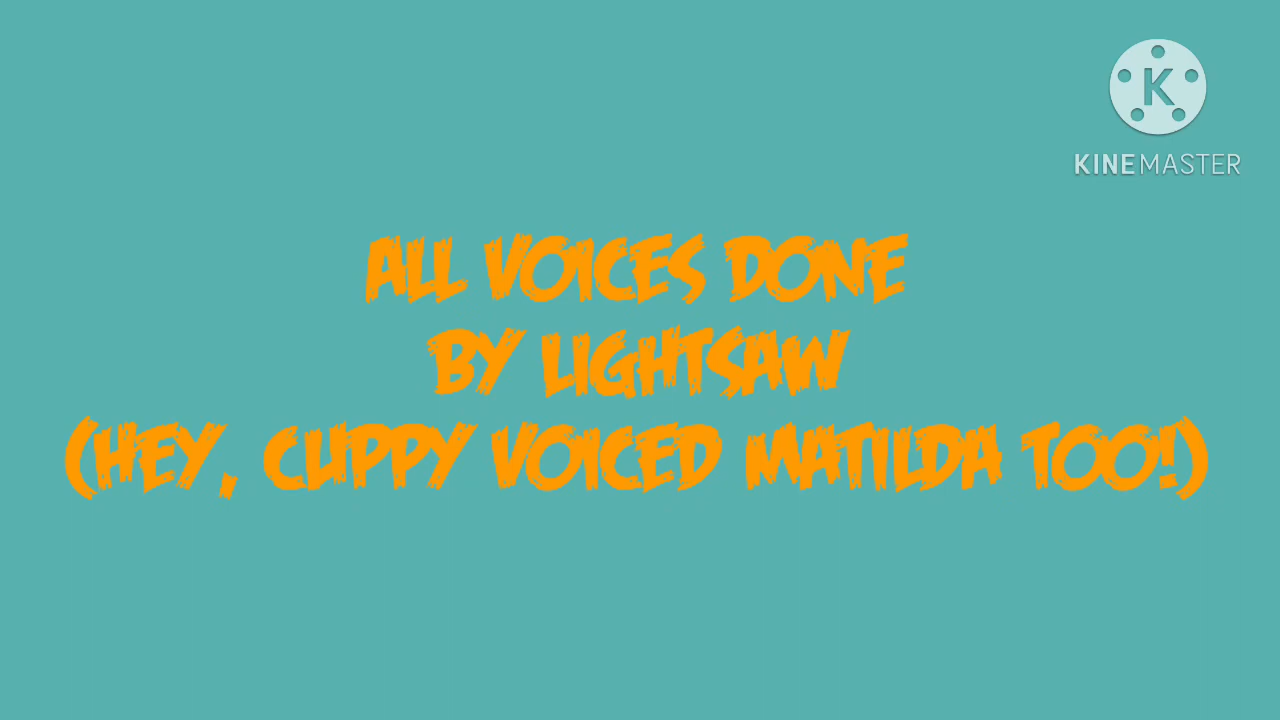 K
KINEMASTER
ALL VOICES DONE
BY LIGHTSAW
(HEY, CUPPY VOICED MATILDA TOO!)